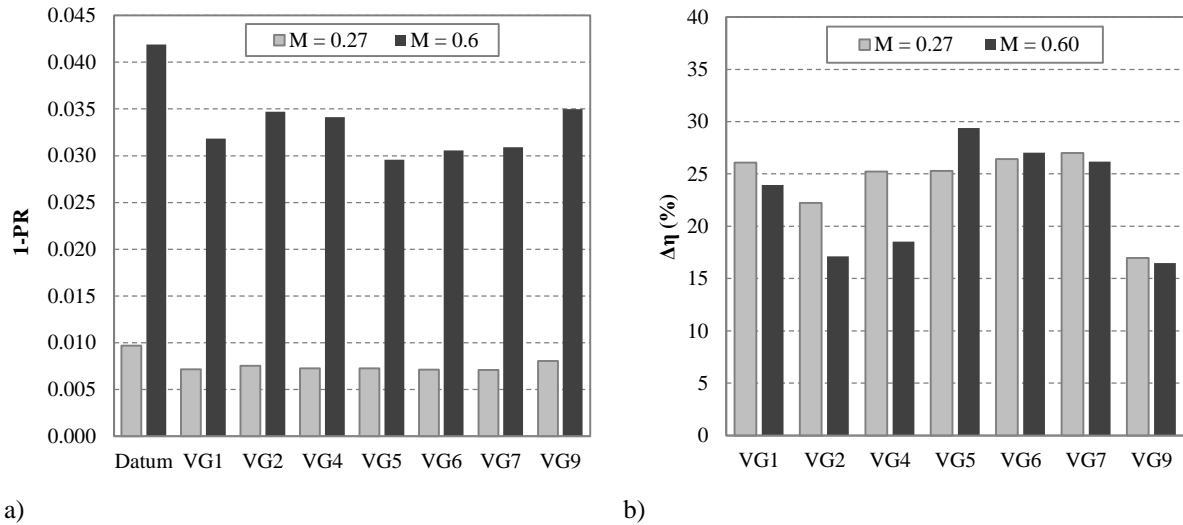 0.045
0.040
0.035
0.030
0.025
0.020
0.015
0.010
0.005
0.000
1-PR
M = 0.27 M = 0.6
Datum VG1 VG2 VG4 VG5 VG6 VG7 VG9
a)
40
35
30
25
20
15
10
5
0
Δη (%)
M = 0.27 M = 0.60
VG1 VG2 VG4 VG5 VG6 VG7 VG9
b)